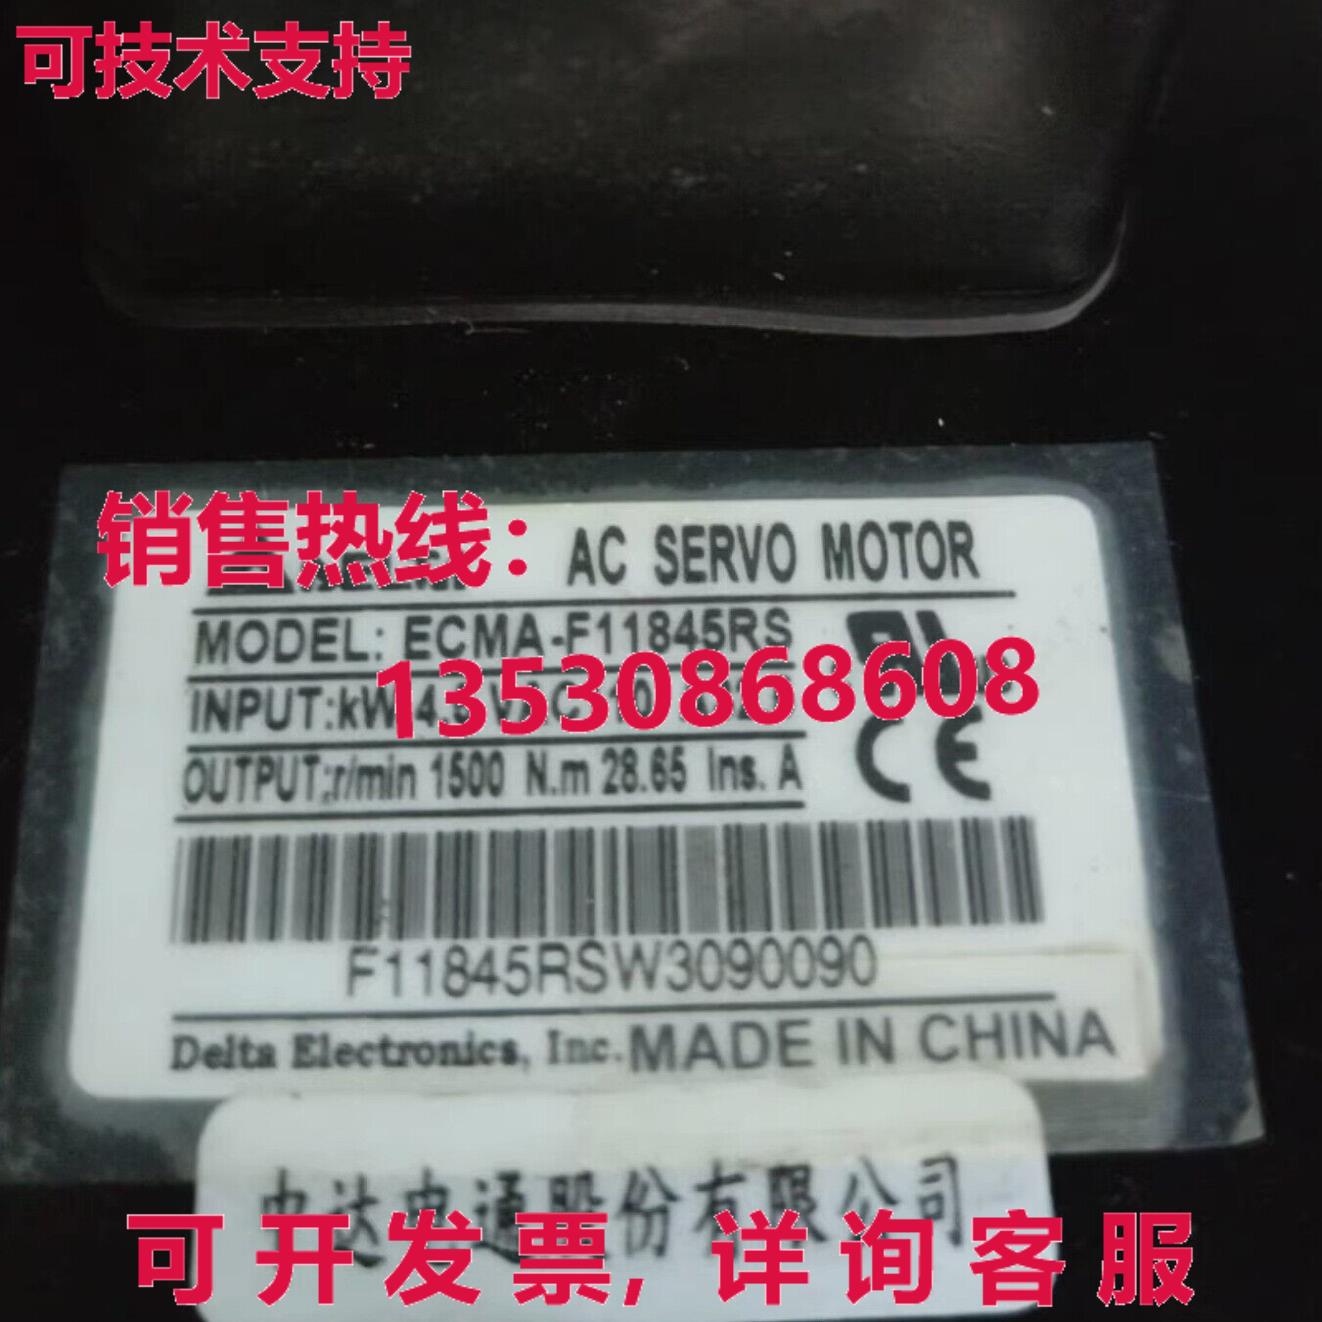 可技术支持
销售热线：
AC SERVO MOTOR
MODEL: ECMA-F11845RS
13530868608
INPUT:kW 4.
OUTPUT:r/min 1500 N.m 28.65 Ins. A
CE
F11845RSW3090090
Delta Electronics, Inc. MADE IN CHINA
中达电通股份有限公司
可开发票, 详询客服